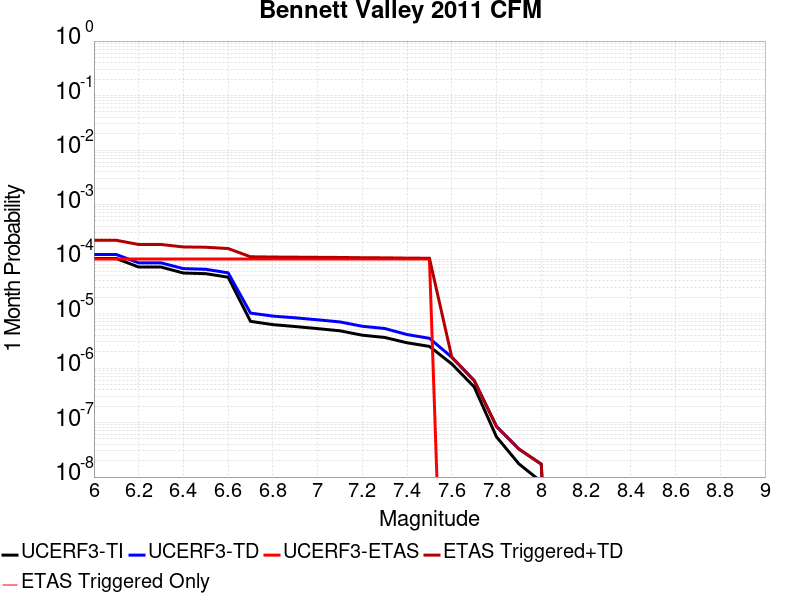 Bennett Valley 2011 CFM
1 Month Probability
10^0
10^-1
10^-2
10^-3
10^-4
10^-5
10^-6
10^-7
10^-8
6 6.2 6.4 6.6 6.8 7 7.2 7.4 7.6 7.8 8 8.2 8.4 8.6 8.8 9
Magnitude
UCERF3-TI UCERF3-TD UCERF3-ETAS ETAS Triggered+TD
ETAS Triggered Only